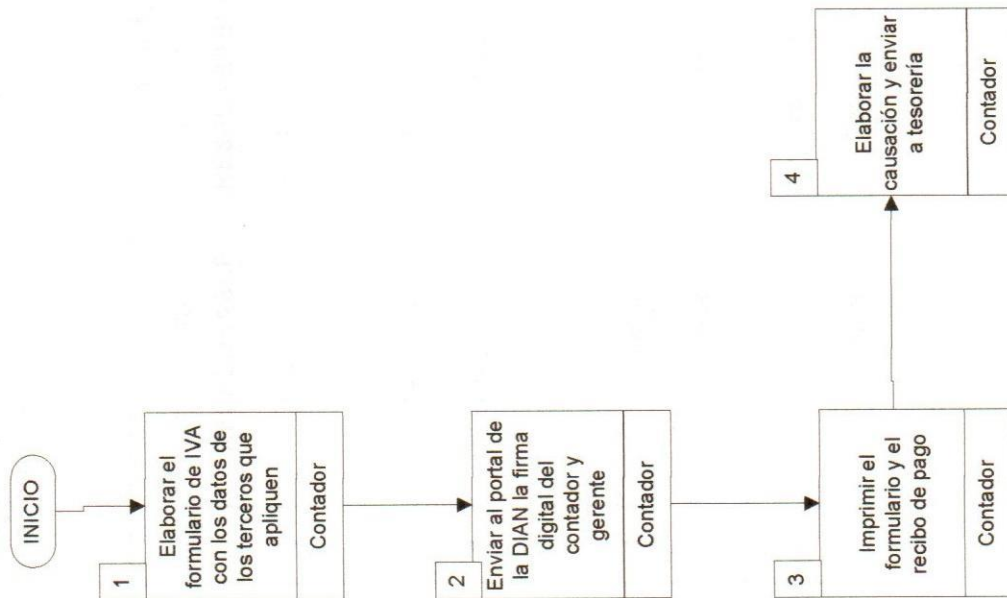 INICIO
1
Elaborar el
formulario de IVA
con los datos de
los terceros que
apliquen
Contador
2
Enviar al portal de
la DIAN la firma
digital del
contador y
gerente
Contador
3
Imprimir el
formulario y el
recibo de pago
Contador
4
Elaborar la
causación y enviar
a tesorería
Contador